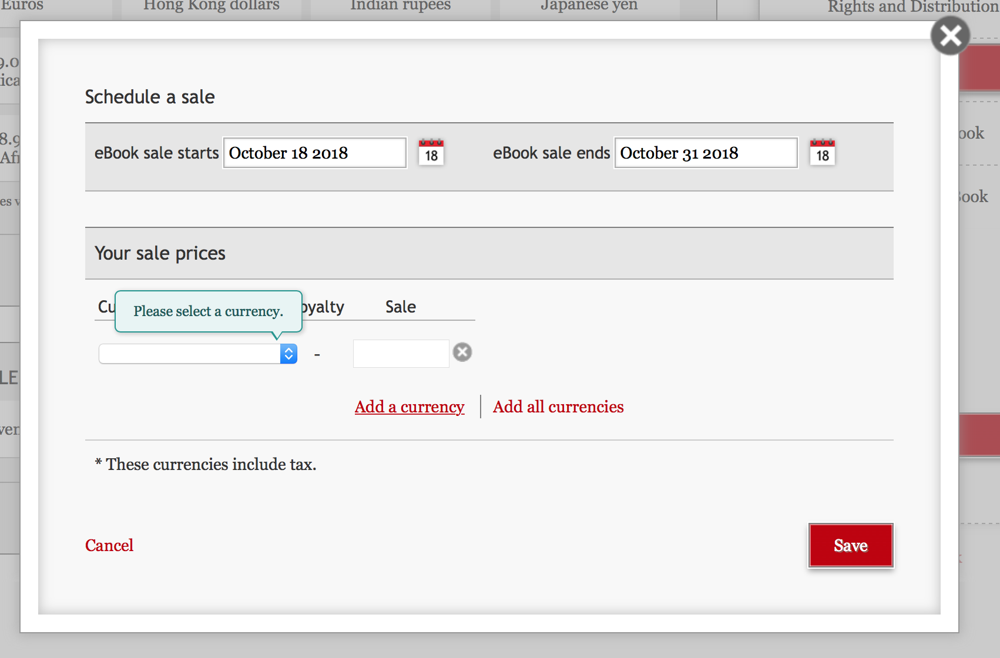 Euros
Hong Kong dollars
Indian rupees
Japanese yen
Rights and Distribution
Schedule a sale
eBook sale starts October 18 2018 18 eBook sale ends October 31 2018 18
Your sale prices
Please select a currency.
Sale
-
Add a currency
Add all currencies
* These currencies include tax.
Cancel
Save